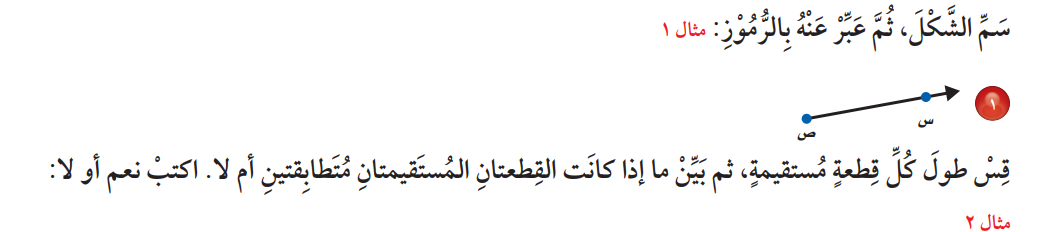 سَمِّ الشَّكْلَ، ثُمَّ عَبِّرْ عَنْهُ بِالرُّمُوْزِ: مثال ١
١
س
ص
قِسْ طولَ كُلِّ قِطعةٍ مُستقيمةٍ، ثم بَيِّنْ ما إذا كانَت القِطعتانِ المُستَقيمتانِ مُتَطابِقتينِ أم لا. اكتبْ نعم أو لا:
مثال ٢